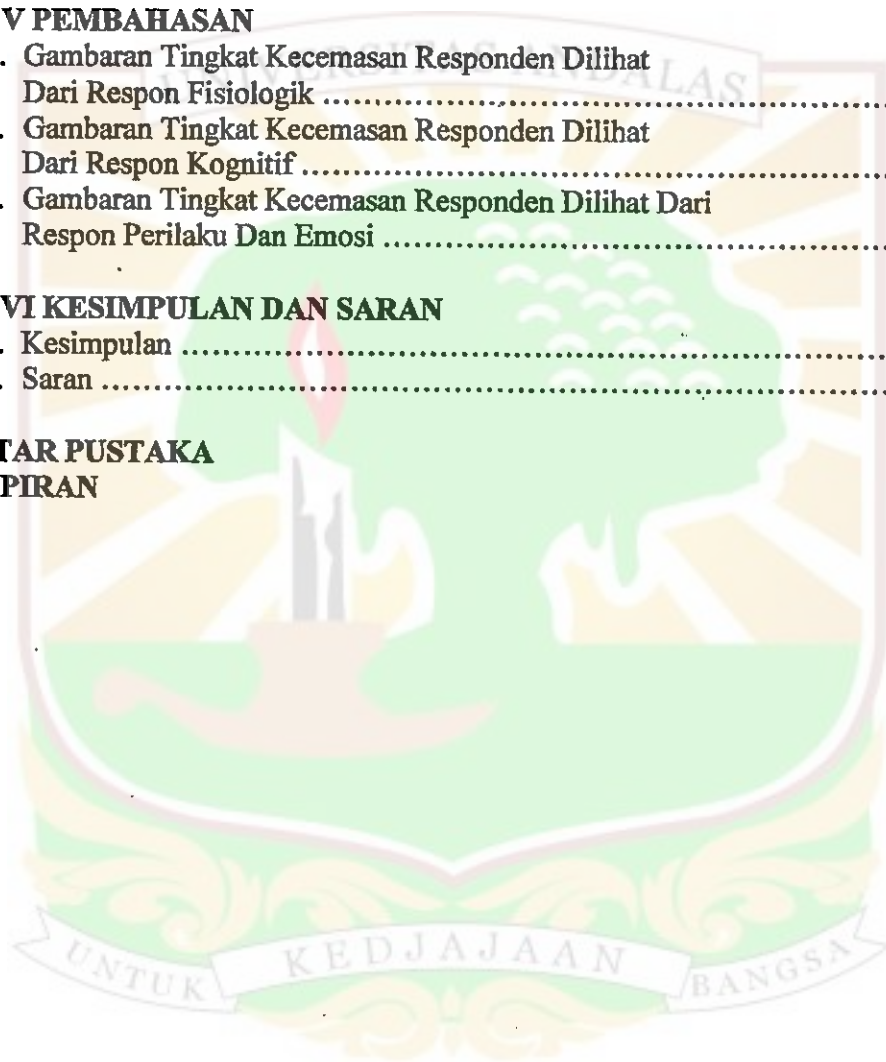 V PEMBAHASAN
. Gambaran Tingkat Kecemasan Responden Dilihat
Dari Respon Fisiologik ........................................................
. Gambaran Tingkat Kecemasan Responden Dilihat
Dari Respon Kognitif ..........................................................
. Gambaran Tingkat Kecemasan Responden Dilihat Dari
Respon Perilaku Dan Emosi ..................................................
VI KESIMPULAN DAN SARAN
. Kesimpulan .......................................................................
. Saran ................................................................................
TAR PUSTAKA
PIRAN
UNIVERSITAS ANDALAS
UNTUK KEDJAJAAN BANGSA